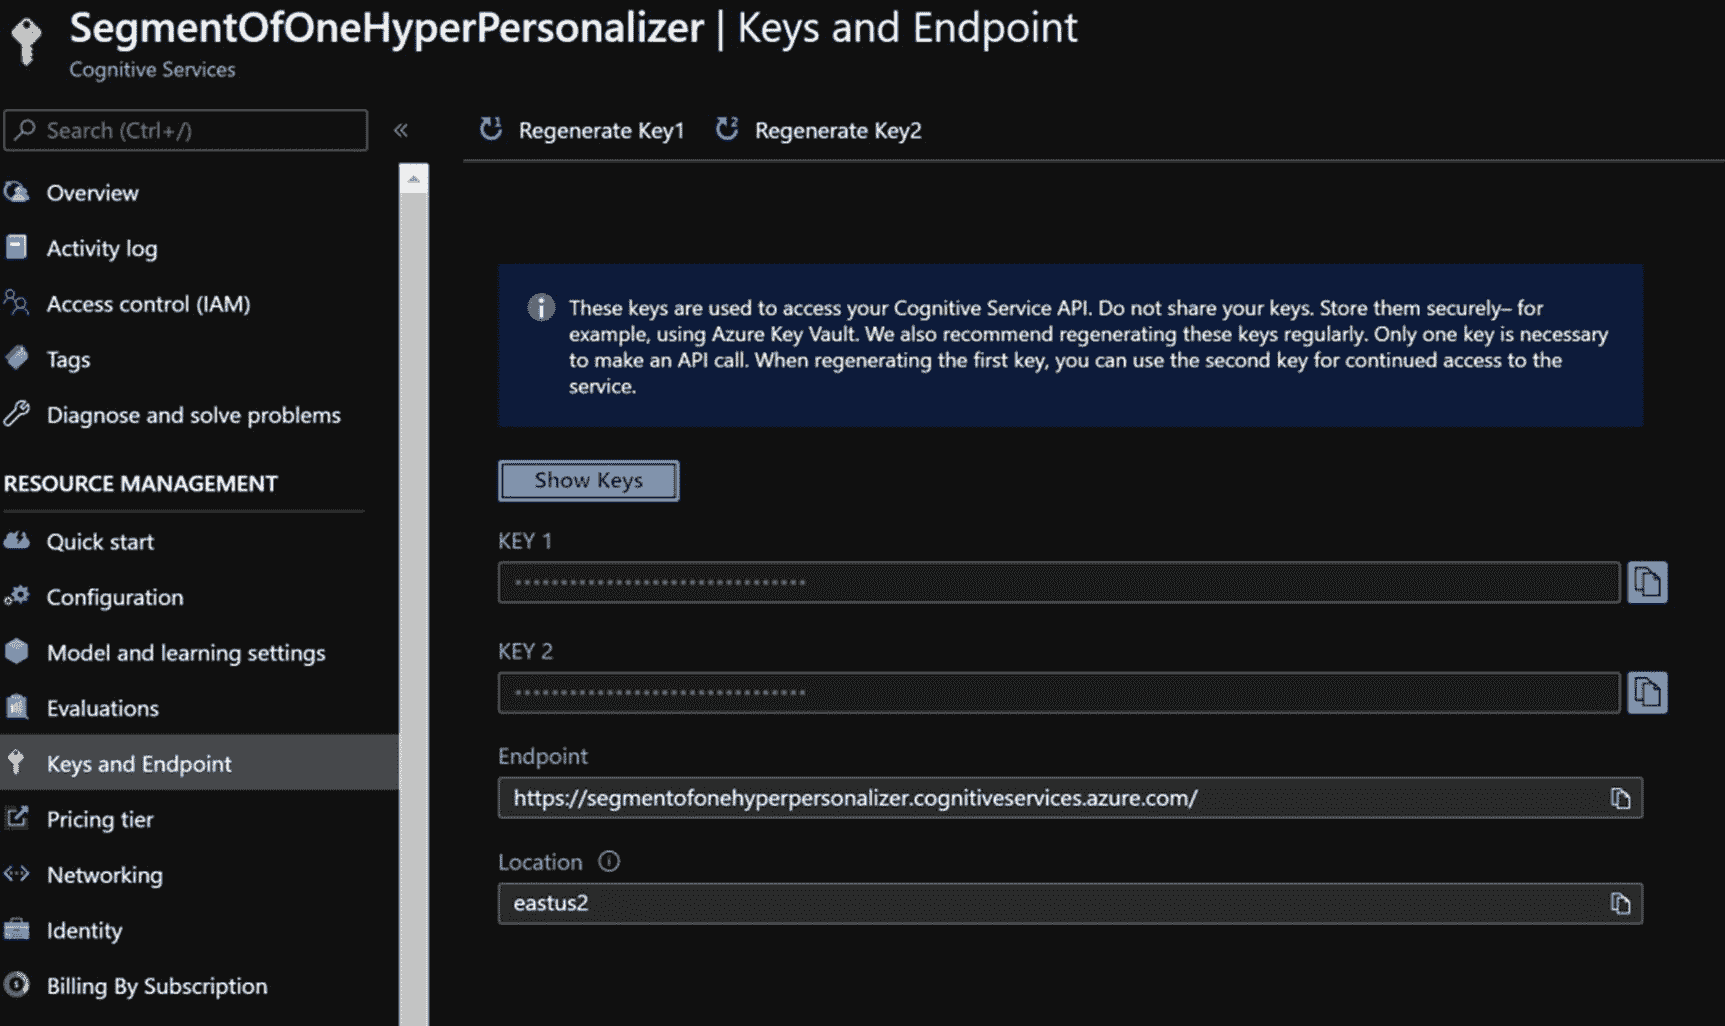 SegmentOfOneHyperPersonalizer | Keys and Endpoint
Cognitive Services
Search (Ctrl+/)
«
Regenerate Key1
Regenerate Key2
Overview
Activity log
Access control (IAM)
Tags
Diagnose and solve problems
RESOURCE MANAGEMENT
Quick start
Configuration
Model and learning settings
Evaluations
Keys and Endpoint
Pricing tier
Networking
Identity
Billing By Subscription
These keys are used to access your Cognitive Service API. Do not share your keys. Store them securely– for
example, using Azure Key Vault. We also recommend regenerating these keys regularly. Only one key is necessary
to make an API call. When regenerating the first key, you can use the second key for continued access to the
service.
Show Keys
KEY 1
KEY 2
Endpoint
https://segmentofonehyperpersonalizer.cognitiveservices.azure.com/
Location
eastus2